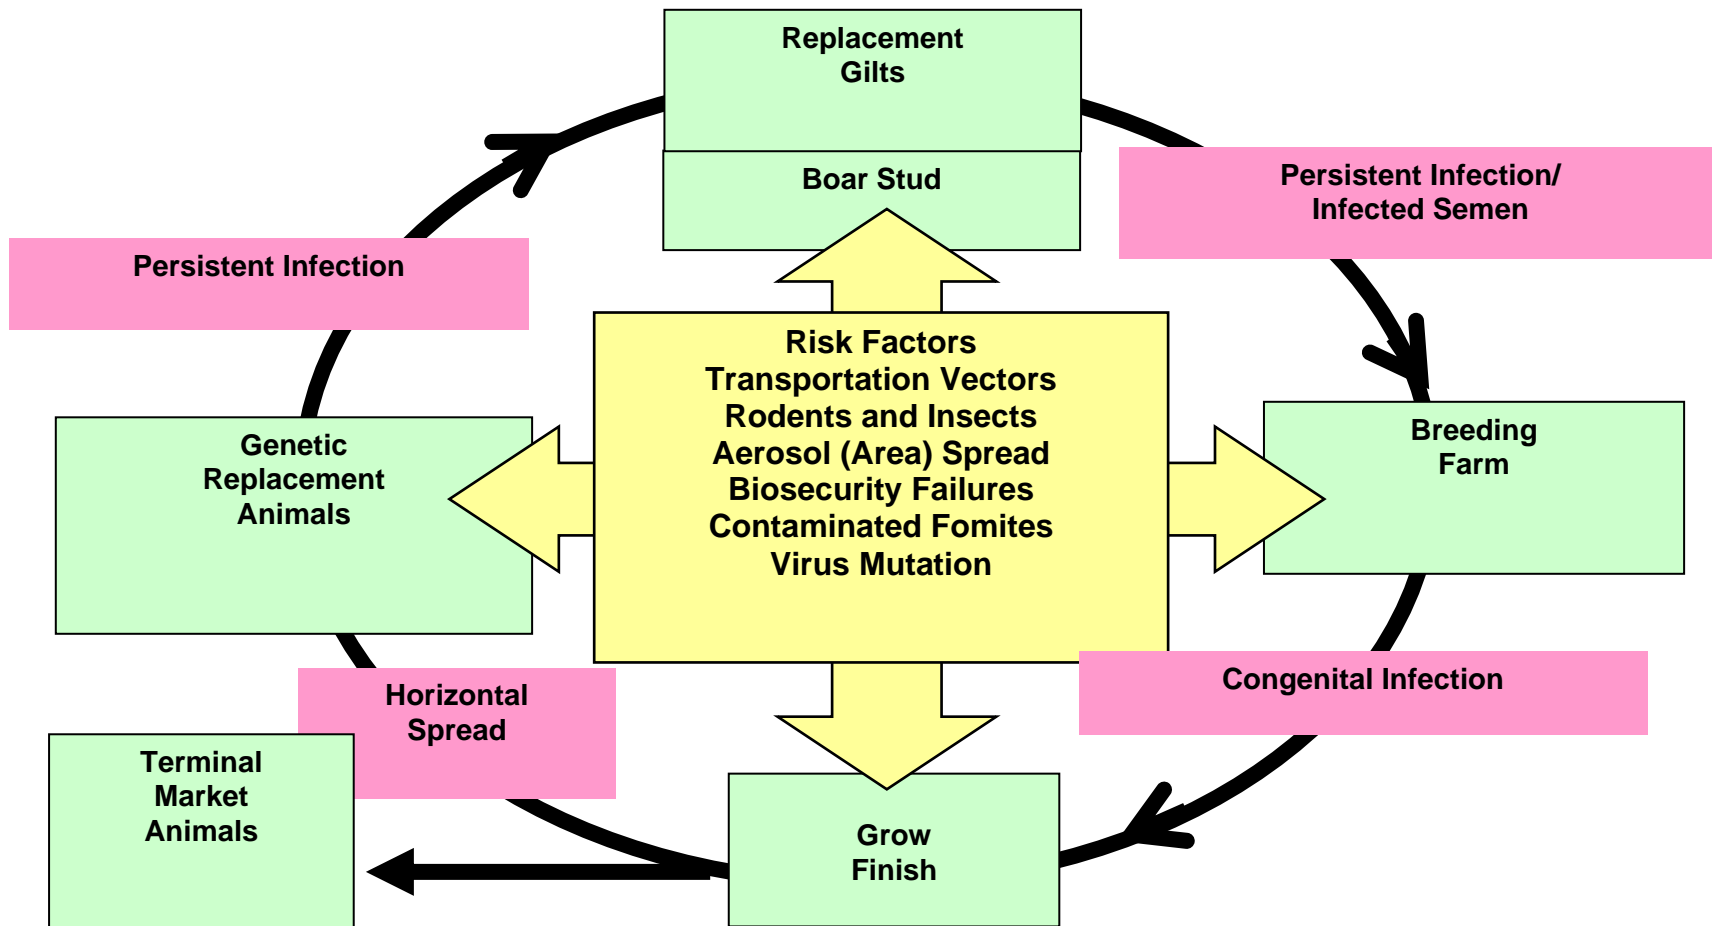 Replacement
Gilts
Boar Stud
Persistent Infection/
Infected Semen
Persistent Infection
Risk Factors
Transportation Vectors
Rodents and Insects
Aerosol (Area) Spread
Biosecurity Failures
Contaminated Fomites
Virus Mutation
Genetic
Replacement
Animals
Breeding
Farm
Horizontal
Spread
Congenital Infection
Terminal
Market
Animals
Grow
Finish